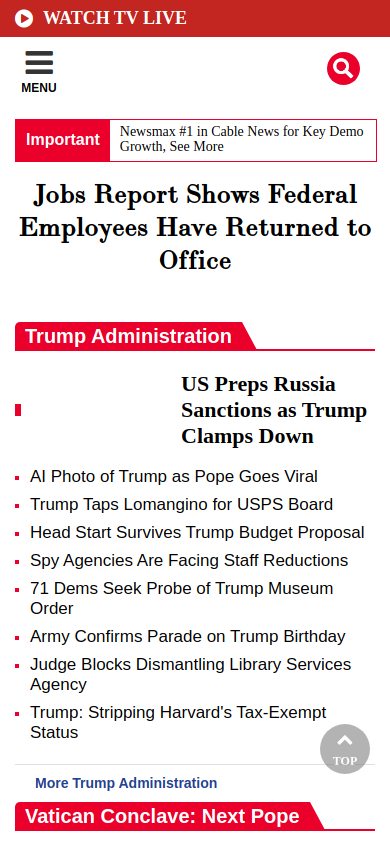 WATCH TV LIVE
MENU
Important
Newsmax #1 in Cable News for Key Demo
Growth, See More
Jobs Report Shows Federal
Employees Have Returned to
Office
Trump Administration
US Preps Russia
Sanctions as Trump
Clamps Down
AI Photo of Trump as Pope Goes Viral
Trump Taps Lomangino for USPS Board
Head Start Survives Trump Budget Proposal
Spy Agencies Are Facing Staff Reductions
71 Dems Seek Probe of Trump Museum
Order
Army Confirms Parade on Trump Birthday
Judge Blocks Dismantling Library Services
Agency
Trump: Stripping Harvard's Tax-Exempt
Status
TOP
More Trump Administration
Vatican Conclave: Next Pope